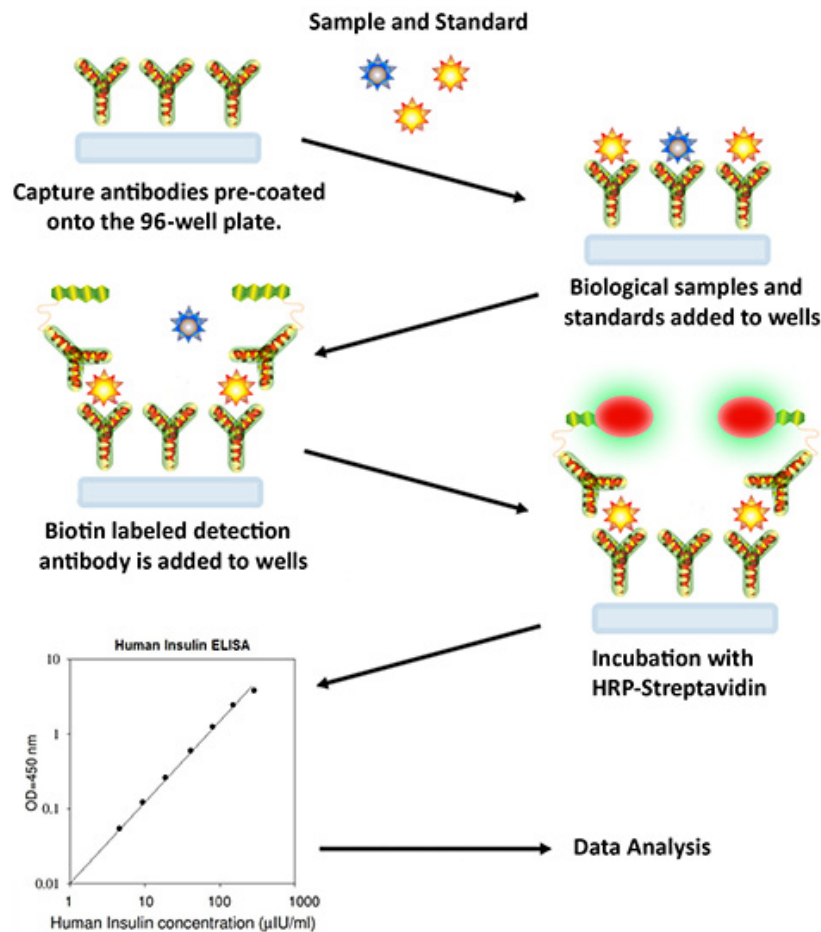 Sample and Standard
Capture antibodies pre-coated
onto the 96-well plate.
Biological samples and
standards added to wells
Biotin labeled detection
antibody is added to wells
Incubation with
HRP-Streptavidin
Human Insulin ELISA
10
1
0.1
0.01
OD=450 nm
1
10
100
1000
Human Insulin concentration (µIU/ml)
Data Analysis